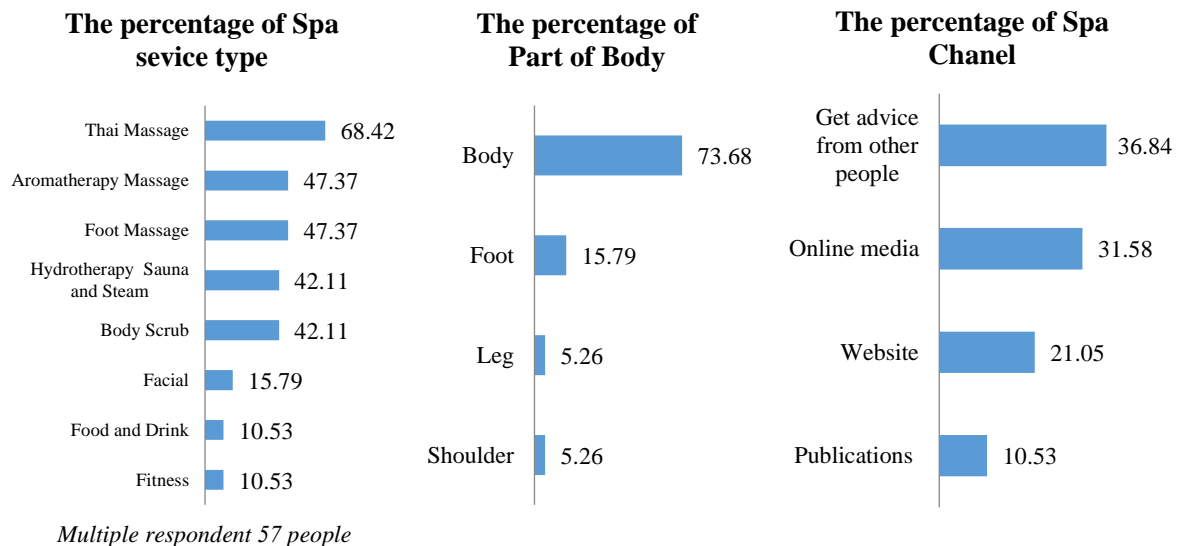 The percentage of Spa
sevice type
Thai Massage 68.42
Aromatherapy Massage 47.37
Foot Massage 47.37
Hydrotherapy Sauna
and Steam 42.11
Body Scrub 42.11
Facial 15.79
Food and Drink 10.53
Fitness 10.53
Multiple respondent 57 people
The percentage of
Part of Body
Body 73.68
Foot 15.79
Leg 5.26
Shoulder 5.26
The percentage of Spa
Chanel
Get advice
from other
people 36.84
Online media 31.58
Website 21.05
Publications 10.53